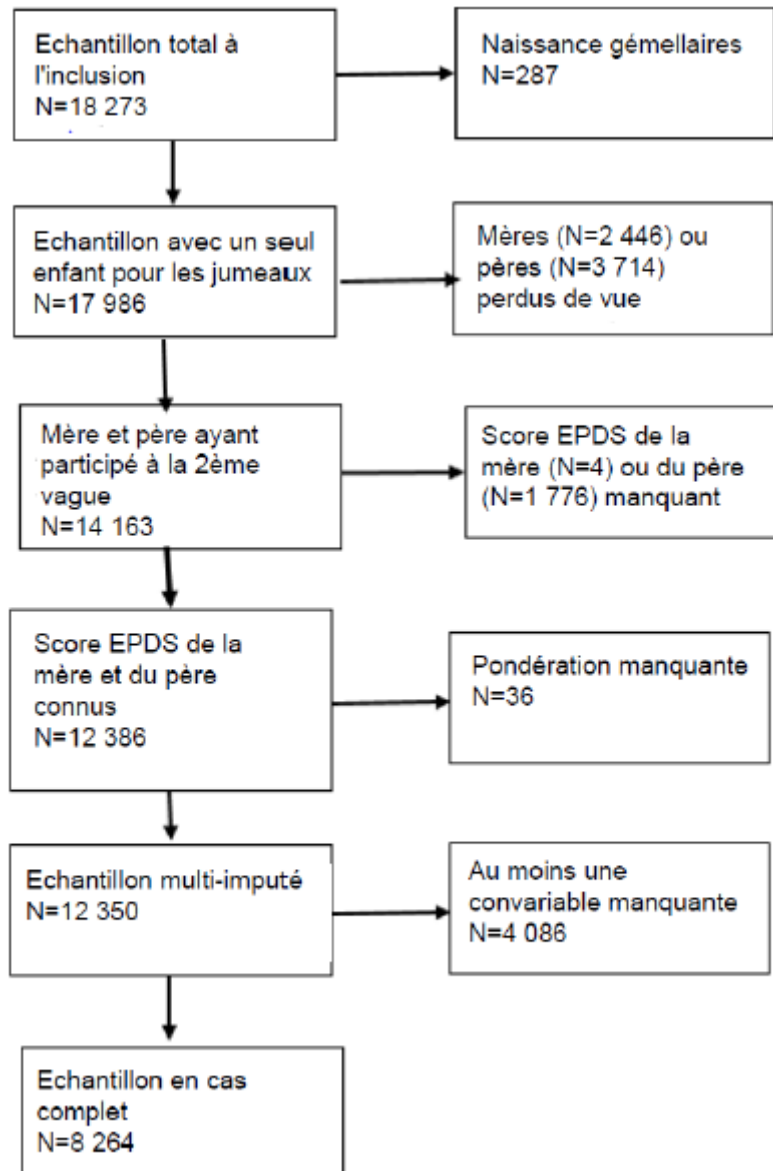 Echantillon total à
l'inclusion
N=18 273
Naissance gémellaires
N=287
Echantillon avec un seul
enfant pour les jumeaux
N=17 986
Mères (N=2 446) ou
pères (N=3 714)
perdus de vue
Mère et père ayant
participé à la 2ème
vague
N=14 163
Score EPDS de la
mère (N=4) ou du père
(N=1 776) manquant
Score EPDS de la
mère et du père
connus
N=12 386
Pondération manquante
N=36
Echantillon multi-imputé
N=12 350
Au moins une
convariable manquante
N=4 086
Echantillon en cas
complet
N=8 264